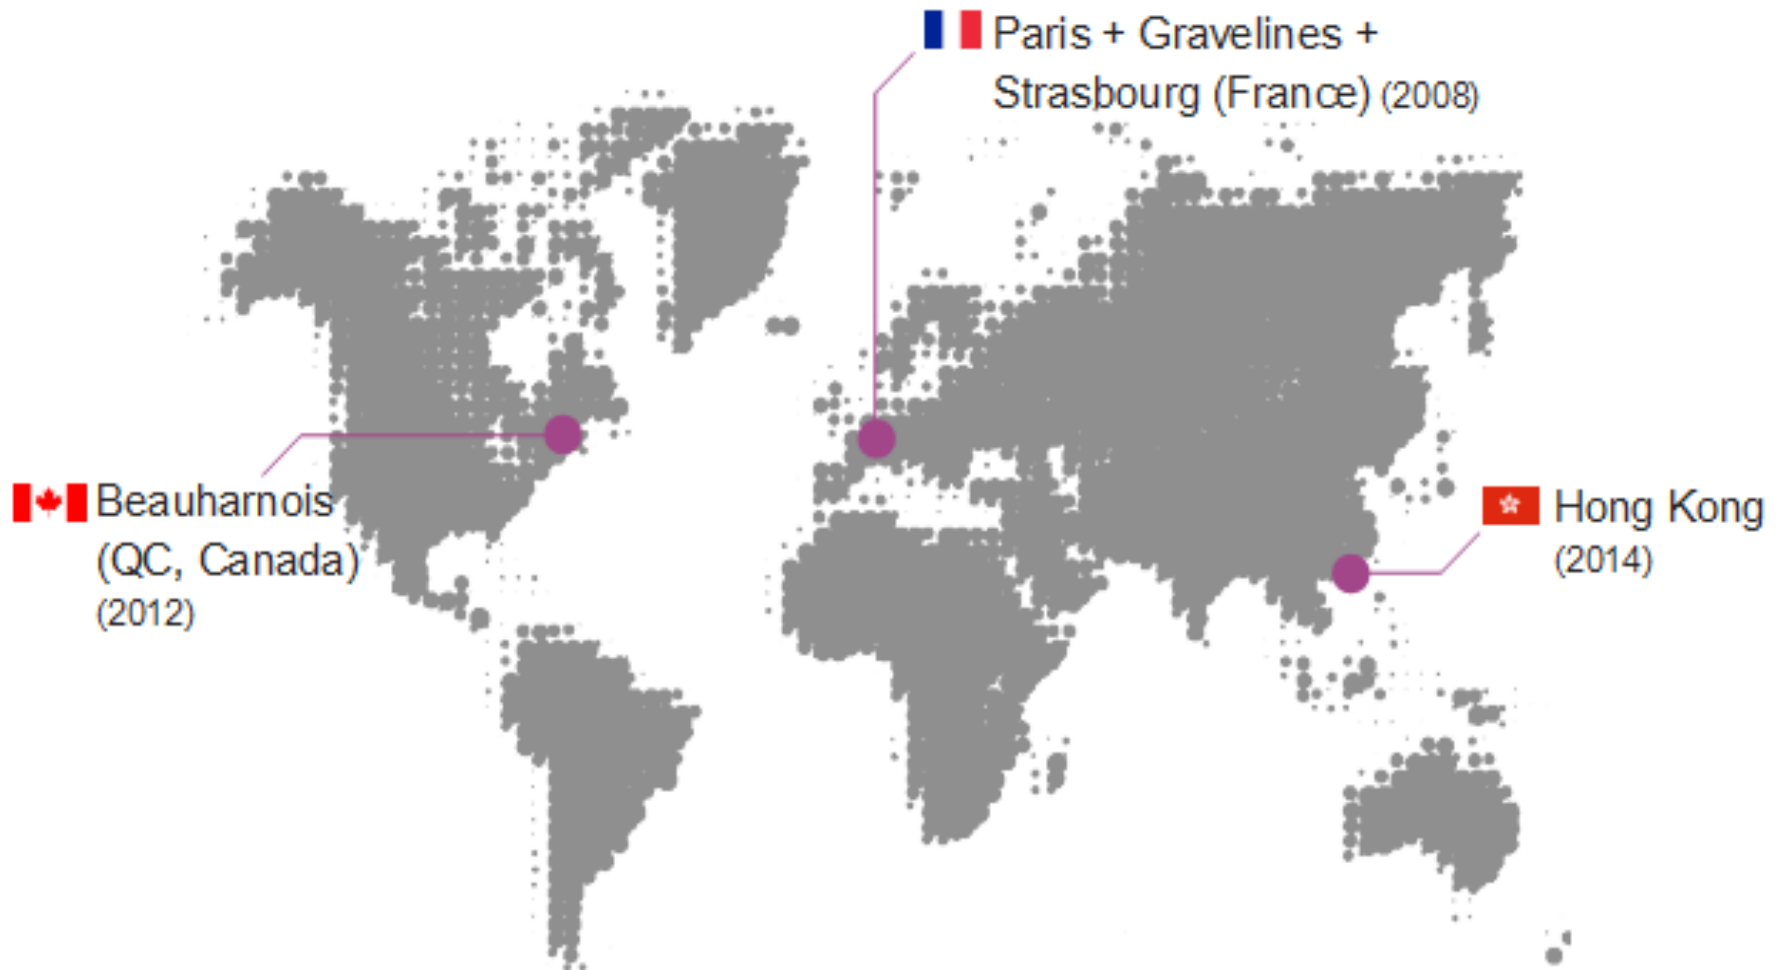 Paris + Gravelines +
Strasbourg (France) (2008)
Beauharnois
(QC, Canada)
(2012)
Hong Kong
(2014)